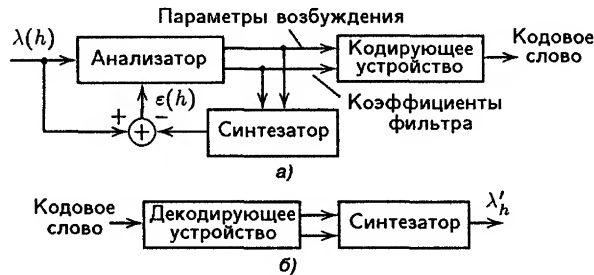 Параметры возбуждения
λ(h)
Анализатор
Кодирующее
устройство
Кодовое
слово
ε(h)
Коэффициенты
фильтра
+
+
−
Синтезатор
а)
Кодовое
слово
Декодирующее
устройство
Синтезатор
λ′h
б)